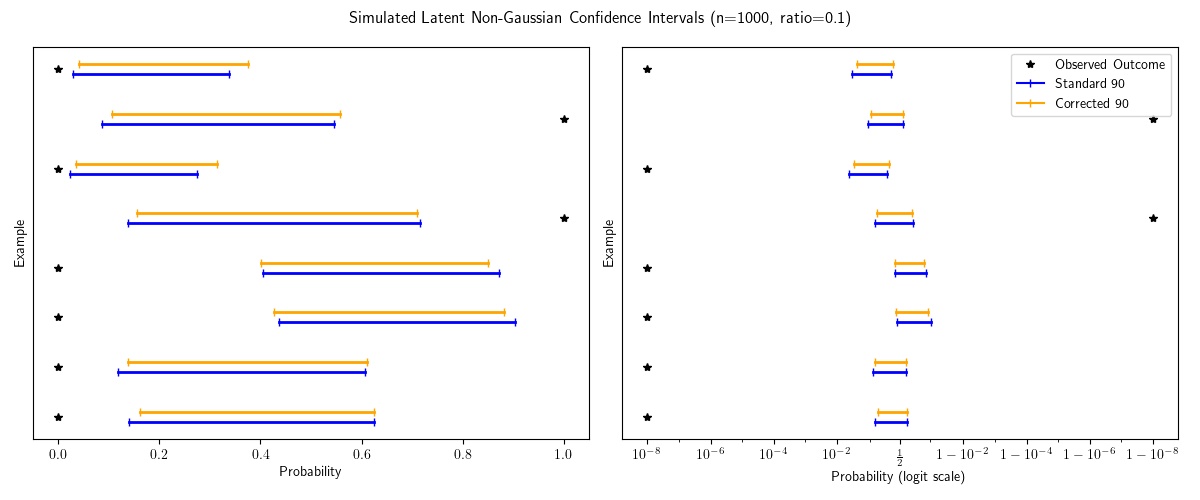 Simulated Latent Non-Gaussian Confidence Intervals (n=1000, ratio=0.1)
Example
0.0 0.2 0.4 0.6 0.8 1.0
Probability
Observed Outcome
Standard 90
Corrected 90
Example
10⁻⁸ 10⁻⁶ 10⁻⁴ 10⁻² ½ 1 − 10⁻² 1 − 10⁻⁴ 1 − 10⁻⁶ 1 − 10⁻⁸
Probability (logit scale)